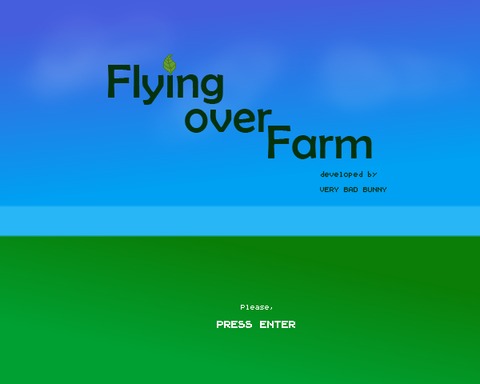 Flying
over
Farm
developed by
VERY BAD BUNNY
Please,
PRESS ENTER